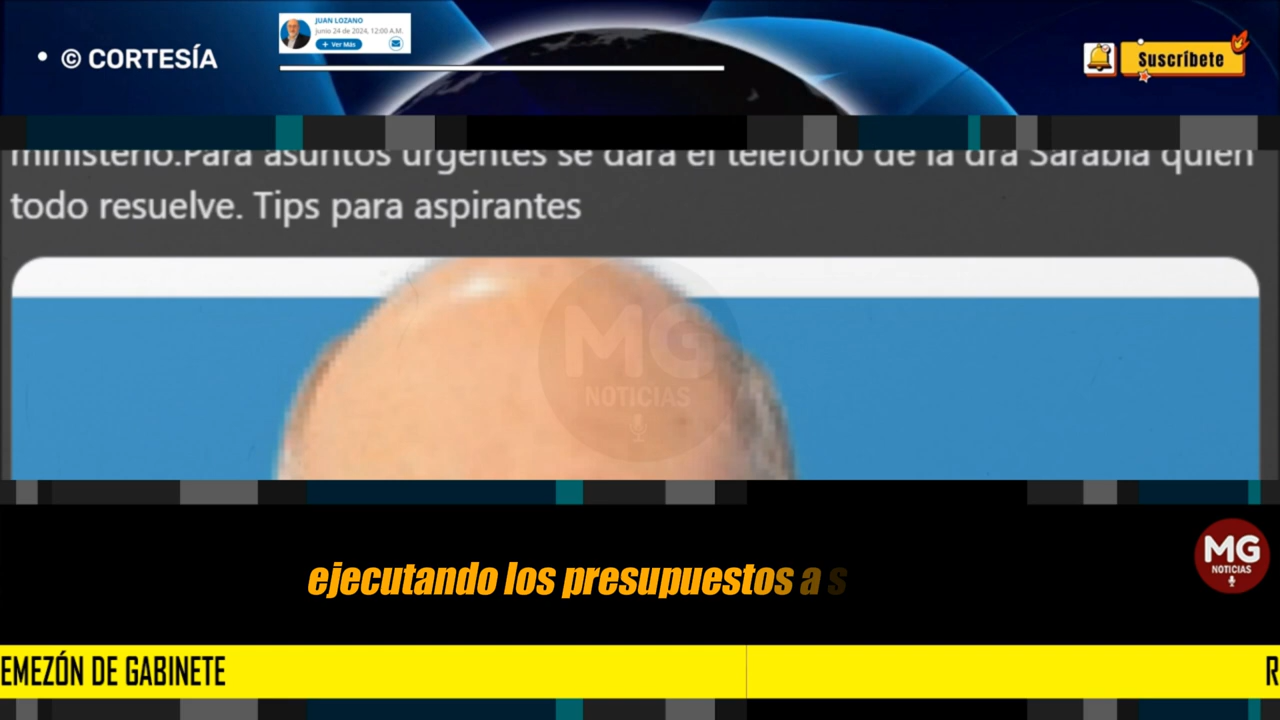 • © CORTESÍA
JUAN LOZANO
junio 24 de 2024, 12:00 A.M.
+ Ver Más
Suscríbete
ministerio.Para asuntos urgentes se dará el teléfono de la dra Sarabia quien
todo resuelve. Tips para aspirantes
MG
NOTICIAS
ejecutando los presupuestos a s
MG
NOTICIAS
EMEZÓN DE GABINETE
R